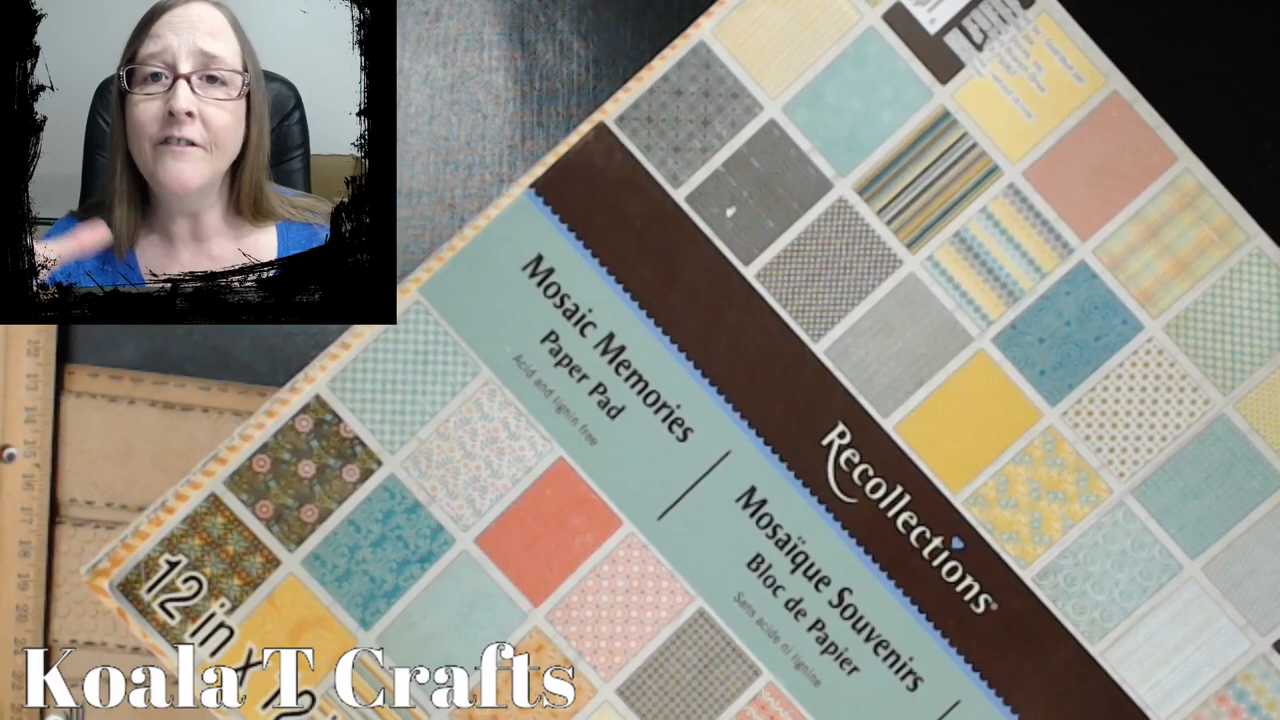 Mosaic Memories
Paper Pad
Acid and lignin free
Mosaïque Souvenirs
Bloc de Papier
Sans acide ni lignine
Recollections®
12 in x 12
Koala T Crafts